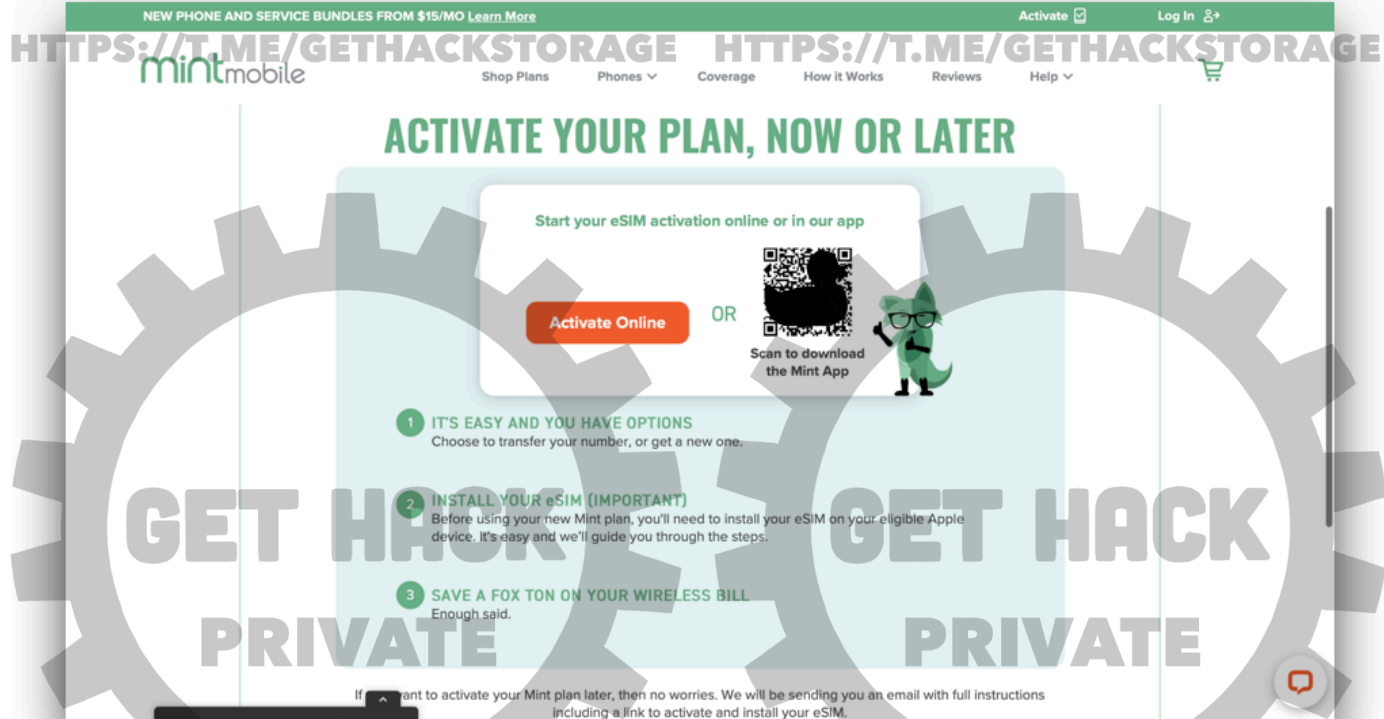 NEW PHONE AND SERVICE BUNDLES FROM $15/MO Learn More Activate Log In
HTTPS://T.ME/GETHACKSTORAGE HTTPS://T.ME/GETHACKSTORAGE
mintmobile Shop Plans Phones Coverage How it Works Reviews Help
ACTIVATE YOUR PLAN, NOW OR LATER
Start your eSIM activation online or in our app
Activate Online OR
Scan to download
the Mint App
1 IT'S EASY AND YOU HAVE OPTIONS
Choose to transfer your number, or get a new one.
2 INSTALL YOUR eSIM (IMPORTANT)
Before using your new Mint plan, you'll need to install your eSIM on your eligible Apple
device. It's easy and we'll guide you through the steps.
GET HACK GET HACK
3 SAVE A FOX TON ON YOUR WIRELESS BILL
Enough said.
PRIVATE PRIVATE
If want to activate your Mint plan later, then no worries. We will be sending you an email with full instructions
including a link to activate and install your eSIM.